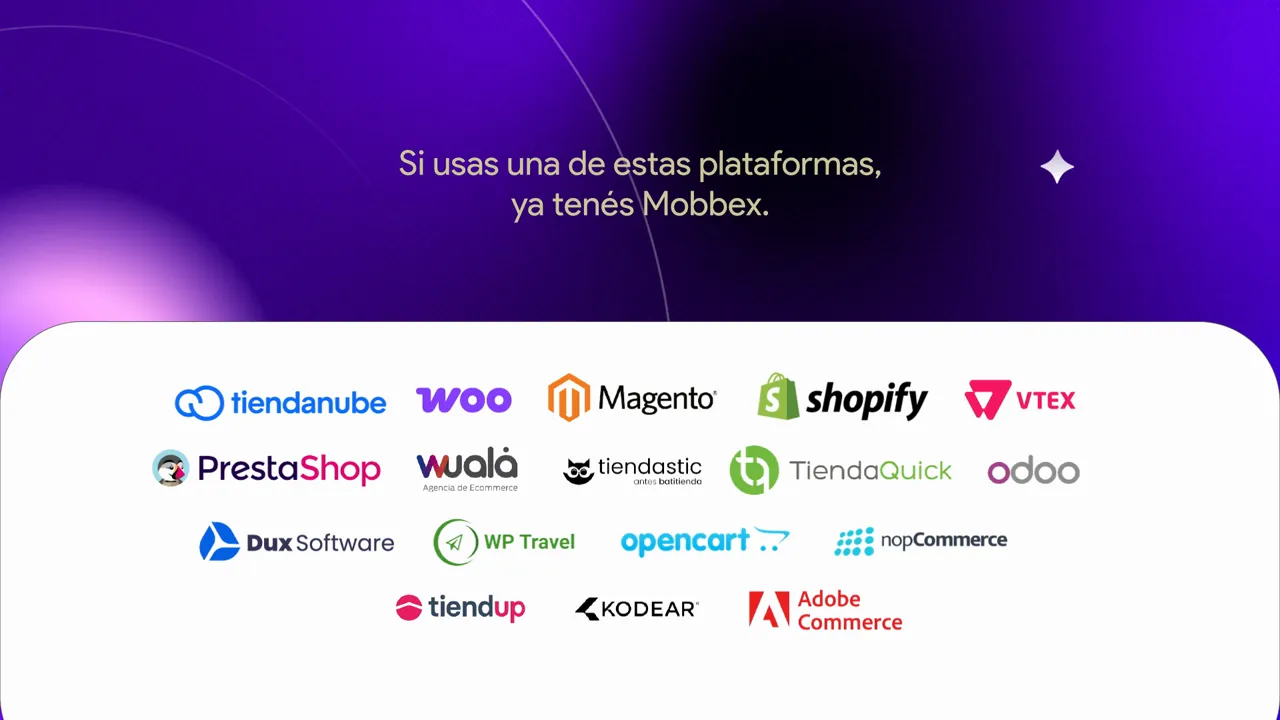 Si usas una de estas plataformas,
ya tenés Mobbex.
tiendanube
woo
Magento®
shopify
VTEX
PrestaShop
wualá
Agencia de Ecommerce
tiendastic
antes batitienda
tq TiendaQuick
odoo
Dux Software
WP Travel
opencart
nopCommerce
tiendup
KODEAR®
Adobe
Commerce